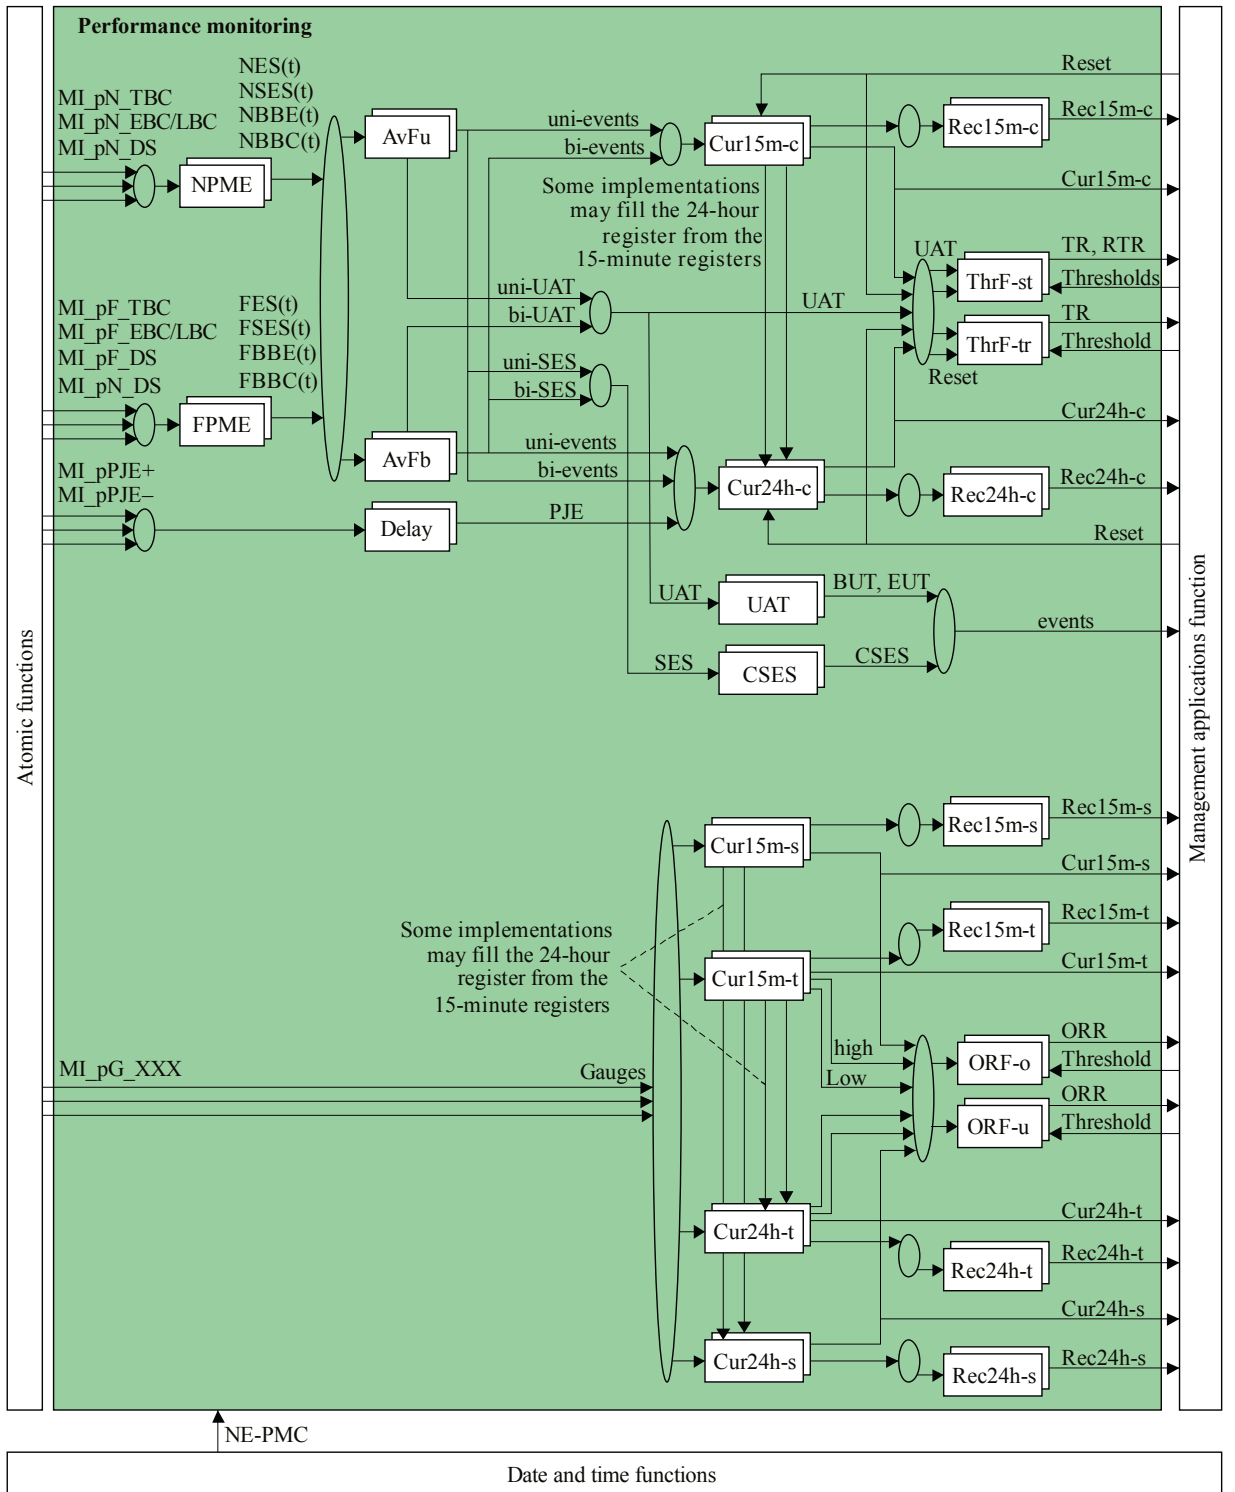 Performance monitoring
NES(t)
NSES(t)
NBBE(t)
NBBC(t)
MI_pN_TBC
MI_pN_EBC/LBC
MI_pN_DS
NPME
AvFu
uni-events
bi-events
Cur15m-c
Some implementations
may fill the 24-hour
register from the
15-minute registers
Reset
Rec15m-c
Rec15m-c
Cur15m-c
UAT
ThrF-st
TR, RTR
Thresholds
ThrF-tr
TR
Threshold
Reset
MI_pF_TBC
MI_pF_EBC/LBC
MI_pF_DS
MI_pN_DS
FES(t)
FSES(t)
FBBE(t)
FBBC(t)
FPME
AvFb
uni-UAT
bi-UAT
UAT
uni-SES
bi-SES
uni-events
bi-events
Cur24h-c
Cur24h-c
Rec24h-c
Rec24h-c
MI_pPJE+
MI_pPJE–
Delay
PJE
Reset
UAT
UAT
BUT, EUT
events
SES
CSES
CSES
Atomic functions
Management applications function
Cur15m-s
Rec15m-s
Rec15m-s
Cur15m-s
Some implementations
may fill the 24-hour
register from the
15-minute registers
Cur15m-t
Rec15m-t
Rec15m-t
Cur15m-t
high
Low
ORF-o
ORR
Threshold
ORF-u
ORR
Threshold
MI_pG_XXX
Gauges
Cur24h-t
Cur24h-t
Rec24h-t
Rec24h-t
Cur24h-s
Cur24h-s
Rec24h-s
Rec24h-s
NE-PMC
Date and time functions